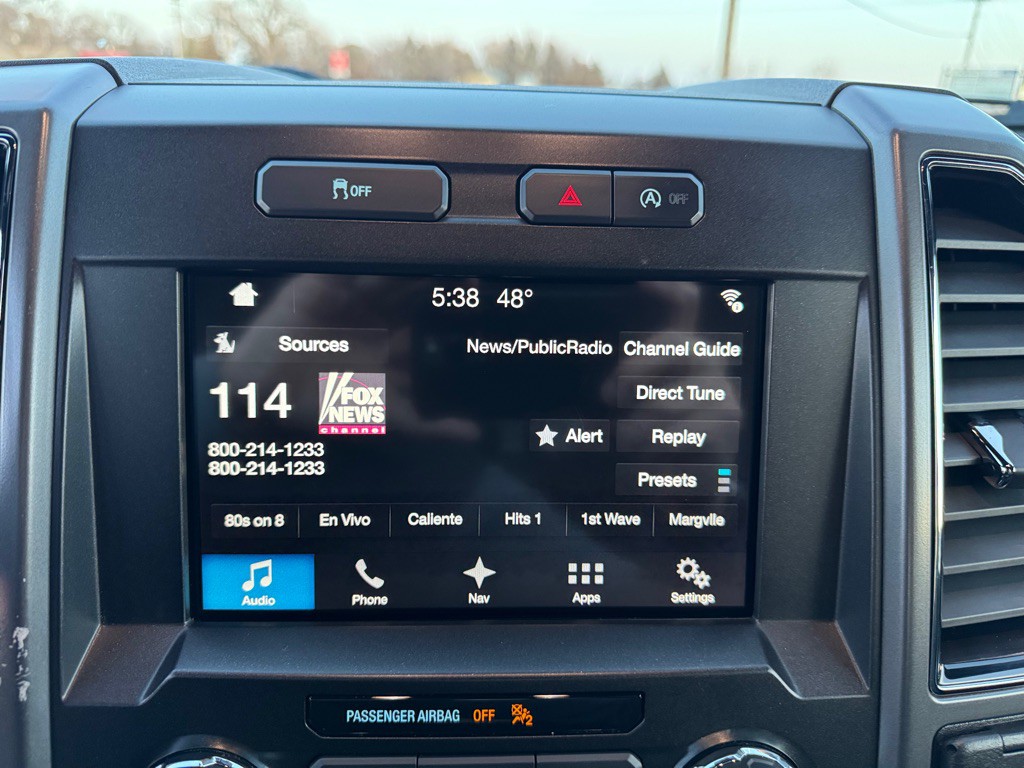 OFF
A OFF
5:38 48°
Sources
News/PublicRadio
Channel Guide
114
FOX
NEWS
channel
Direct Tune
Alert
Replay
800-214-1233
800-214-1233
Presets
80s on 8
En Vivo
Caliente
Hits 1
1st Wave
Margvlle
Audio
Phone
Nav
Apps
Settings
PASSENGER AIRBAG OFF 2